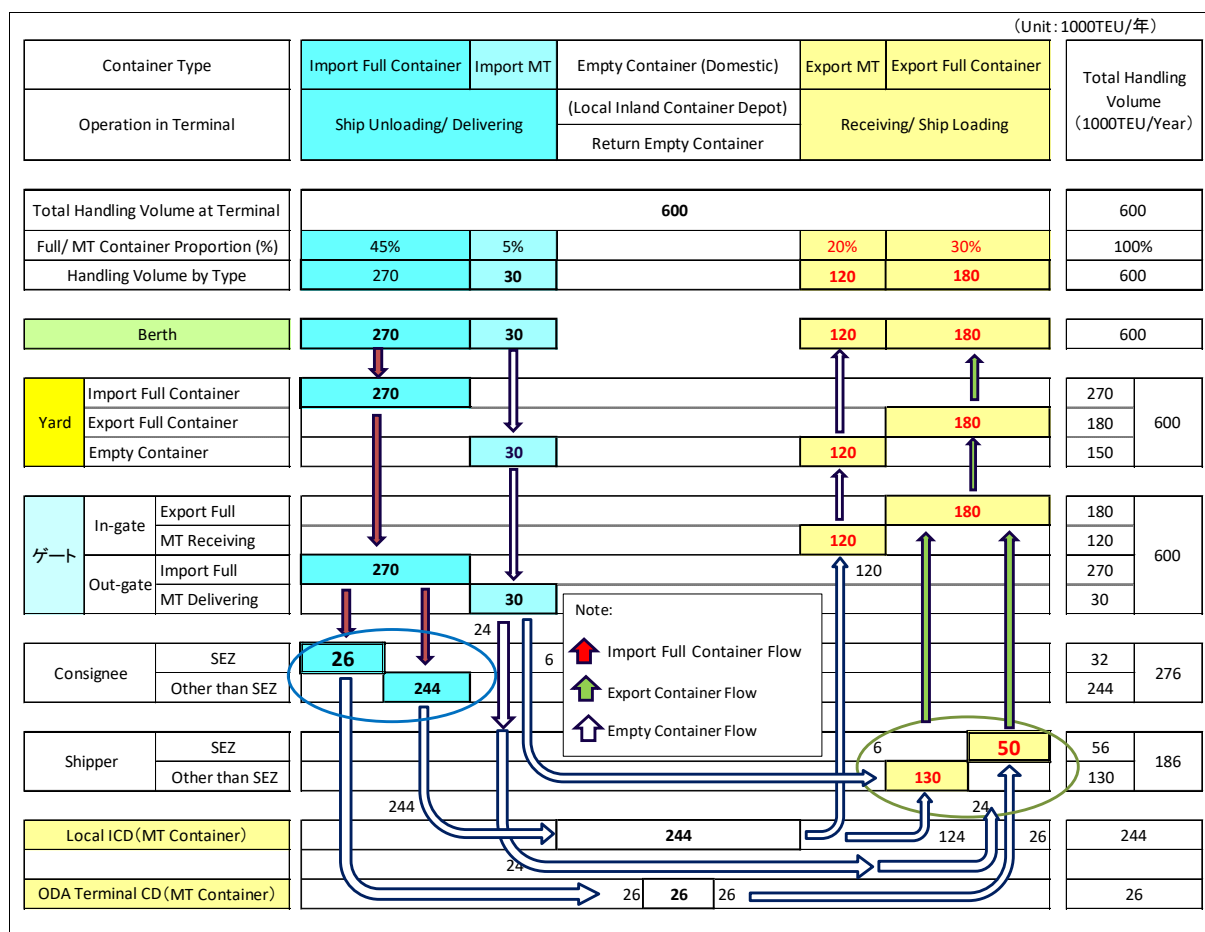 (Unit：1000TEU/年)
Container Type
Import Full Container
Import MT
Empty Container (Domestic)
Export MT
Export Full Container
Total Handling
Volume
(1000TEU/Year)
Operation in Terminal
Ship Unloading/ Delivering
(Local Inland Container Depot)
Return Empty Container
Receiving/ Ship Loading
Total Handling Volume at Terminal
600
600
Full/ MT Container Proportion (%)
45%
5%
20%
30%
100%
Handling Volume by Type
270
30
120
180
600
Berth
270
30
120
180
600
Yard
Import Full Container
270
270
Export Full Container
180
180
600
Empty Container
30
120
150
ゲート
In-gate
Export Full
180
180
MT Receiving
120
120
600
Out-gate
Import Full
270
120
270
MT Delivering
30
30
Note:
Import Full Container Flow
Export Container Flow
Empty Container Flow
24
Consignee
SEZ
26
6
32
276
Other than SEZ
244
244
Shipper
SEZ
6
50
56
186
Other than SEZ
130
130
244
24
Local ICD(MT Container)
244
124
26
244
24
ODA Terminal CD(MT Container)
26
26
26
26